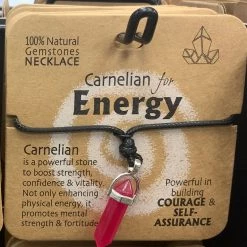 100% Natural
Gemstones
NECKLACE
Carnelian for
Energy
Carnelian
is a powerful stone
to boost strength,
confidence & vitality.
Not only enhancing
physical energy, it
promotes mental
strength & fortitude
Powerful in
building
COURAGE &
SELF-
ASSURANCE